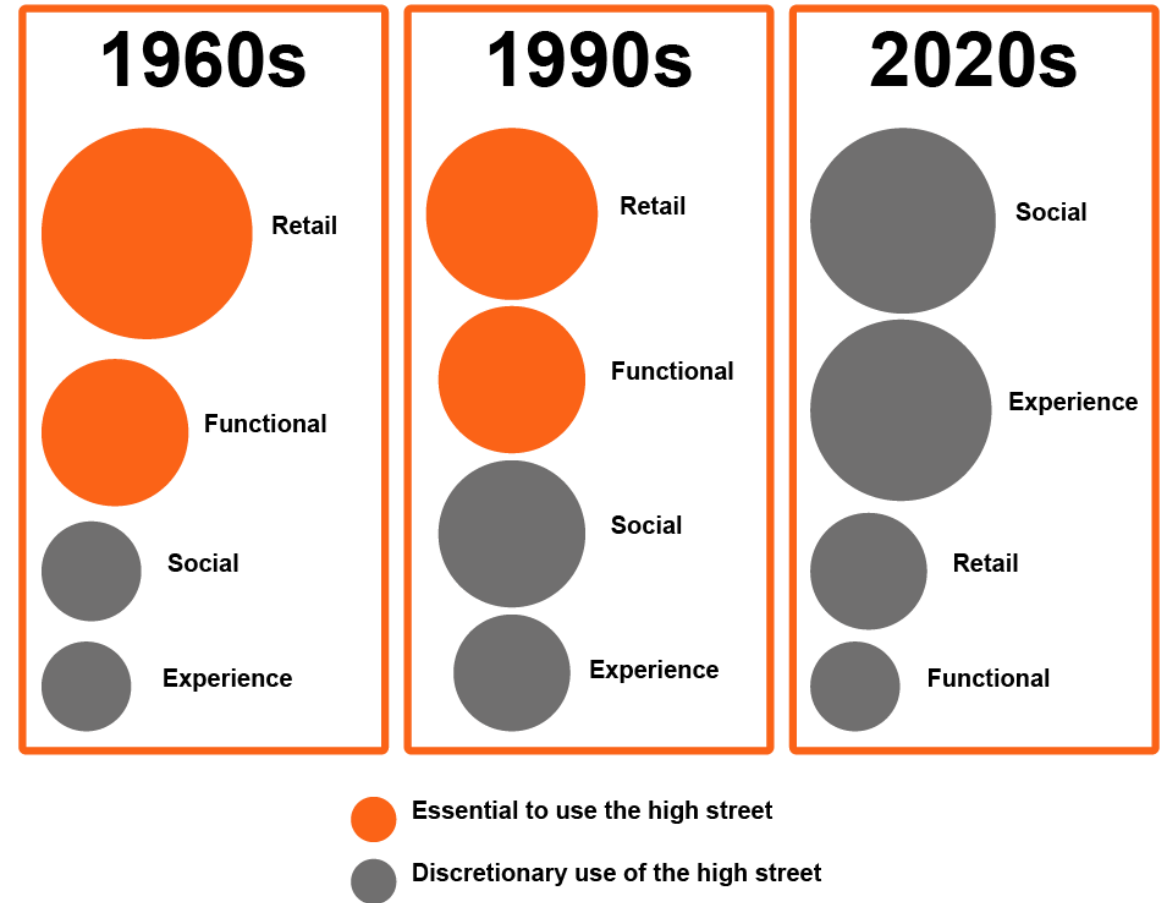 1960s
Retail
Functional
Social
Experience
1990s
Retail
Functional
Social
Experience
2020s
Social
Experience
Retail
Functional
Essential to use the high street
Discretionary use of the high street